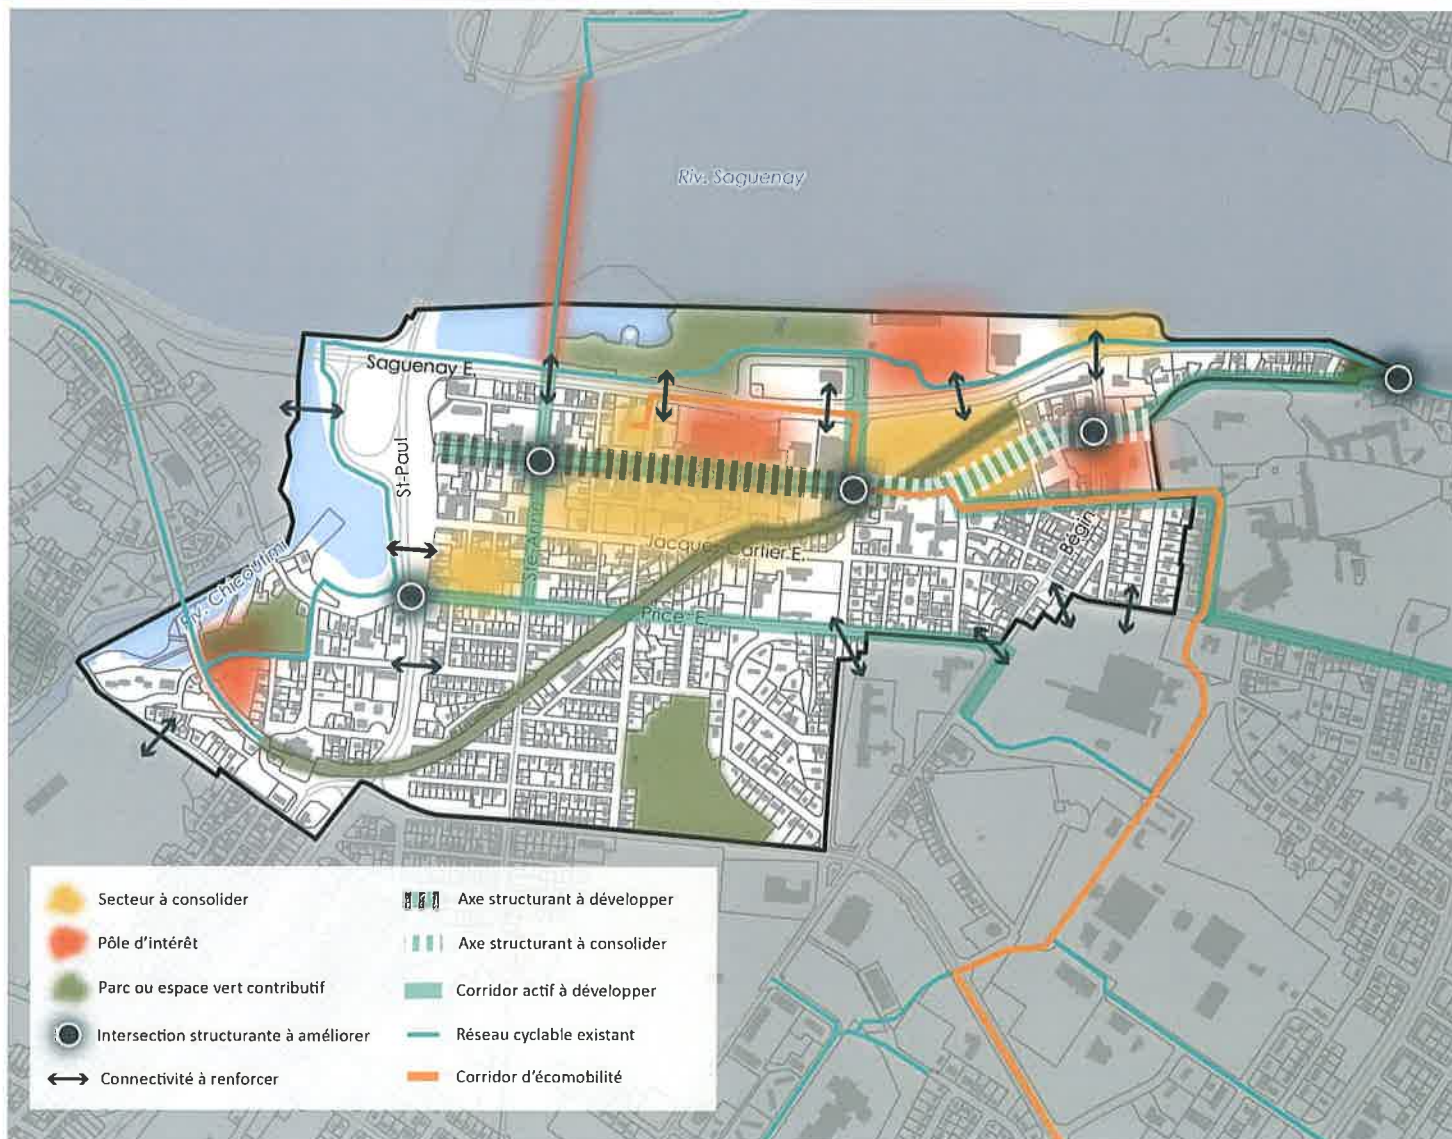 Riv. Saguenay
Saguenay E.
St-Paul
Ste-Anne
Jacques-Cartier E.
Bégin
Riv. Chicoutimi
Price E.
Secteur à consolider
Pôle d'intérêt
Parc ou espace vert contributif
Intersection structurante à améliorer
Connectivité à renforcer
Axe structurant à développer
Axe structurant à consolider
Corridor actif à développer
Réseau cyclable existant
Corridor d'écomobilité